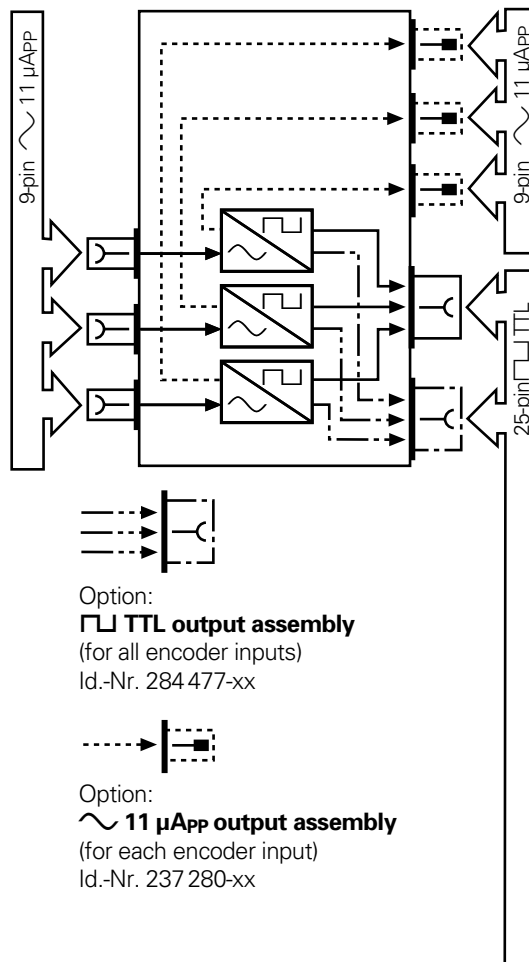 9-pin 11 µAPP
9-pin 11 µAPP
25-pin TTL
Option:
TTL output assembly
(for all encoder inputs)
Id.-Nr. 284 477-xx
Option:
11 µAPP output assembly
(for each encoder input)
Id.-Nr. 237 280-xx